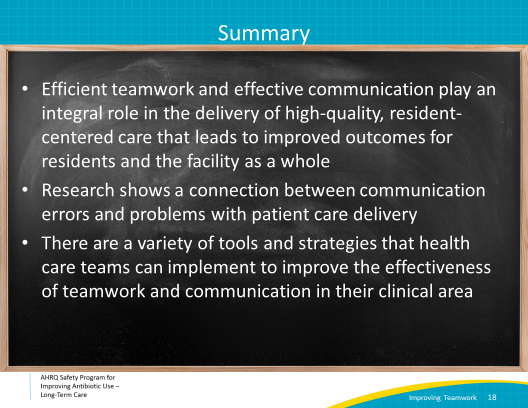 Summary
• Efficient teamwork and effective communication play an
integral role in the delivery of high-quality, resident-
centered care that leads to improved outcomes for
residents and the facility as a whole
• Research shows a connection between communication
errors and problems with patient care delivery
• There are a variety of tools and strategies that health
care teams can implement to improve the effectiveness
of teamwork and communication in their clinical area
AHRQ Safety Program for
Improving Antibiotic Use –
Long-Term Care
Improving Teamwork 18